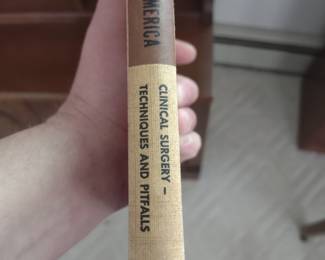 AMERICA
CLINICAL SURGERY –
TECHNIQUES AND PITFALLS